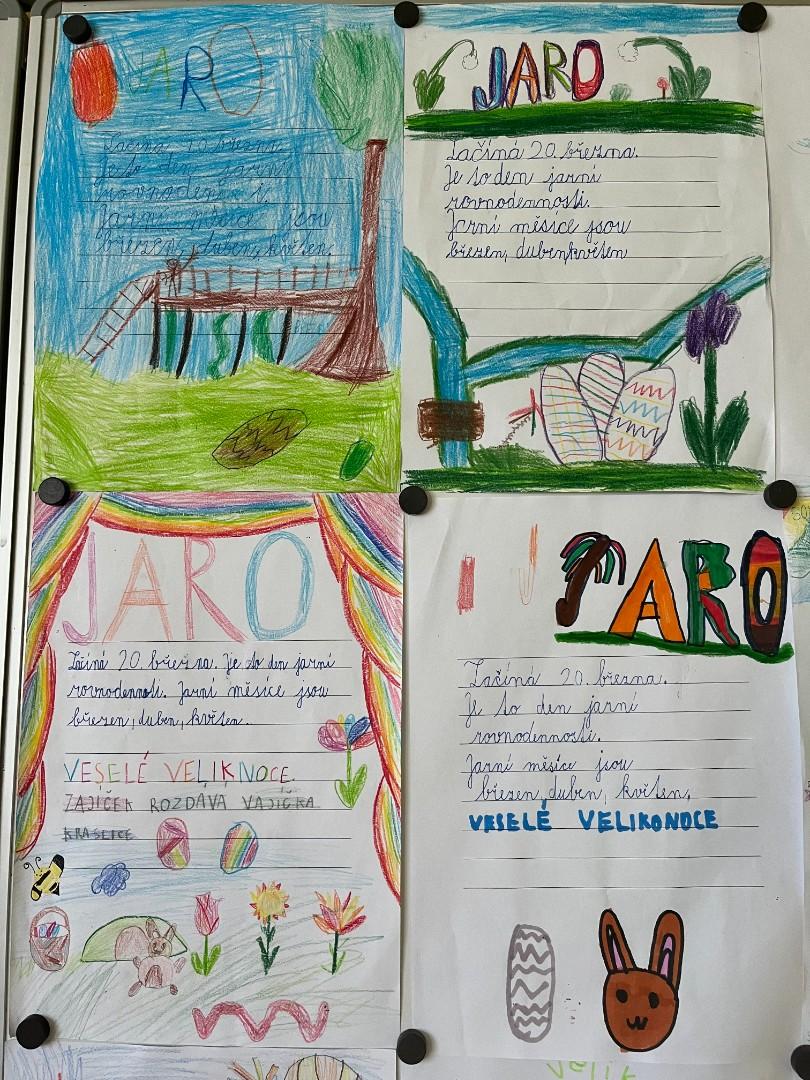 JARO
Začíná 20. března.
Je to den jarní
rovnodennosti.
Jarní měsíce jsou
březen, duben, květen.
JARO
Začíná 20. března.
Je to den jarní
rovnodennosti.
Jarní měsíce jsou
březen, duben,květen
JARO
Začíná 20. března. Je to den jarní
rovnodennosti. Jarní měsíce jsou
březen, duben, květen.
VESELÉ VELIKNOCE.
ZAJÍČEK ROZDÁVÁ VAJÍČKA
KRASLICE
J JARO
Začíná 20. března.
Je to den jarní
rovnodennosti.
Jarní měsíce jsou
březen, duben, květen.
VESELÉ VELIKONOCE